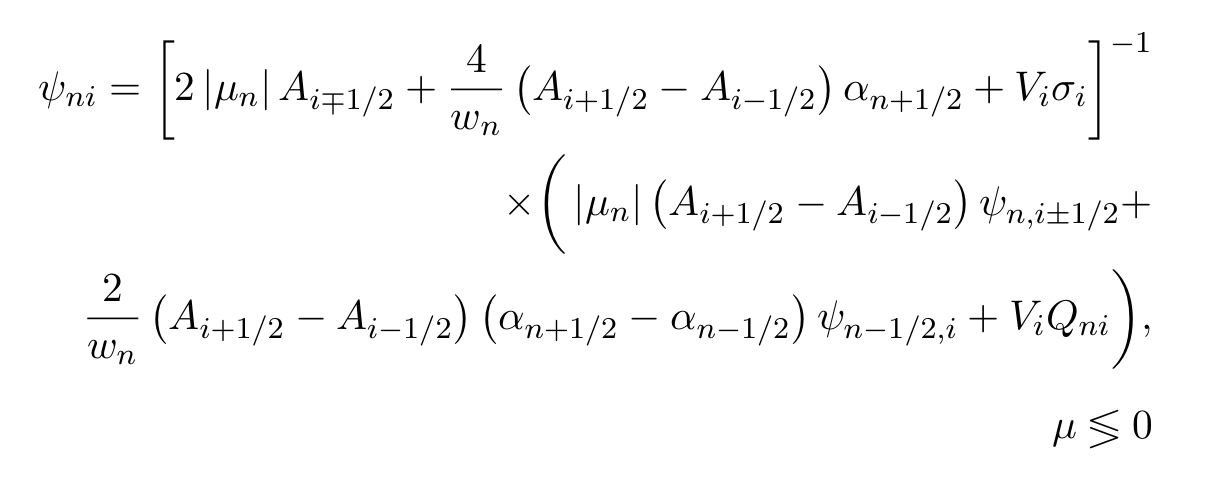 ψ_{ni} = [2 |μ_n| A_{i∓1/2} + \frac{4}{w_n} (A_{i+1/2} − A_{i−1/2}) α_{n+1/2} + V_i σ_i]^{−1}
× ( |μ_n| (A_{i+1/2} − A_{i−1/2}) ψ_{n,i±1/2} +
\frac{2}{w_n} (A_{i+1/2} − A_{i−1/2}) (α_{n+1/2} − α_{n−1/2}) ψ_{n−1/2,i} + V_i Q_{ni} ),
μ ≶ 0